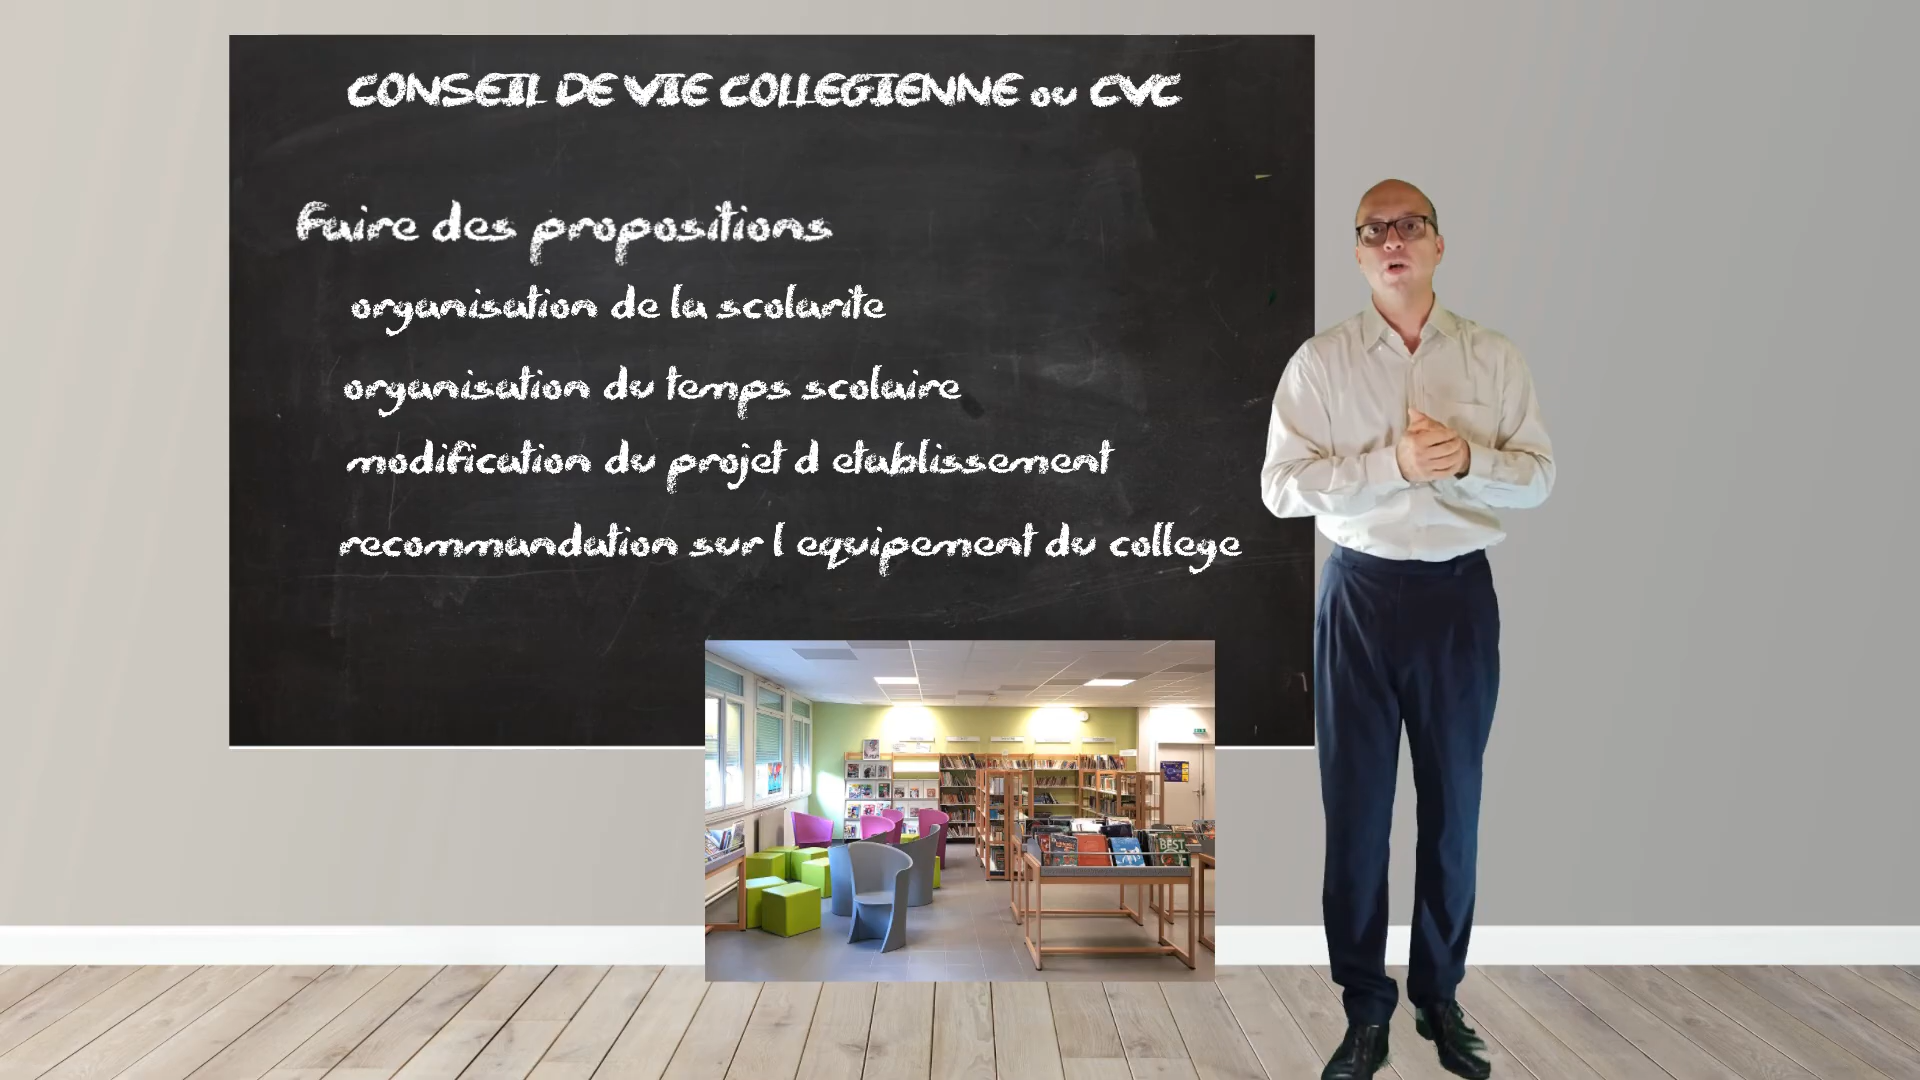 CONSEIL DE VIE COLLEGIENNE ou CVC
Faire des propositions
organisation de la scolarite
organisation du temps scolaire
modification du projet d etablissement
recommandation sur l equipement du college
BEST